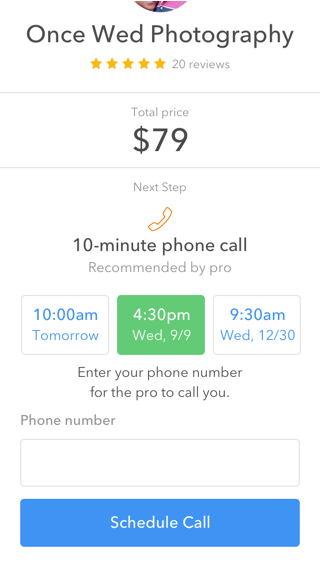 Once Wed Photography
20 reviews
Total price
$79
Next Step
10-minute phone call
Recommended by pro
10:00am
Tomorrow
4:30pm
Wed, 9/9
9:30am
Wed, 12/30
Enter your phone number
for the pro to call you.
Phone number
Schedule Call